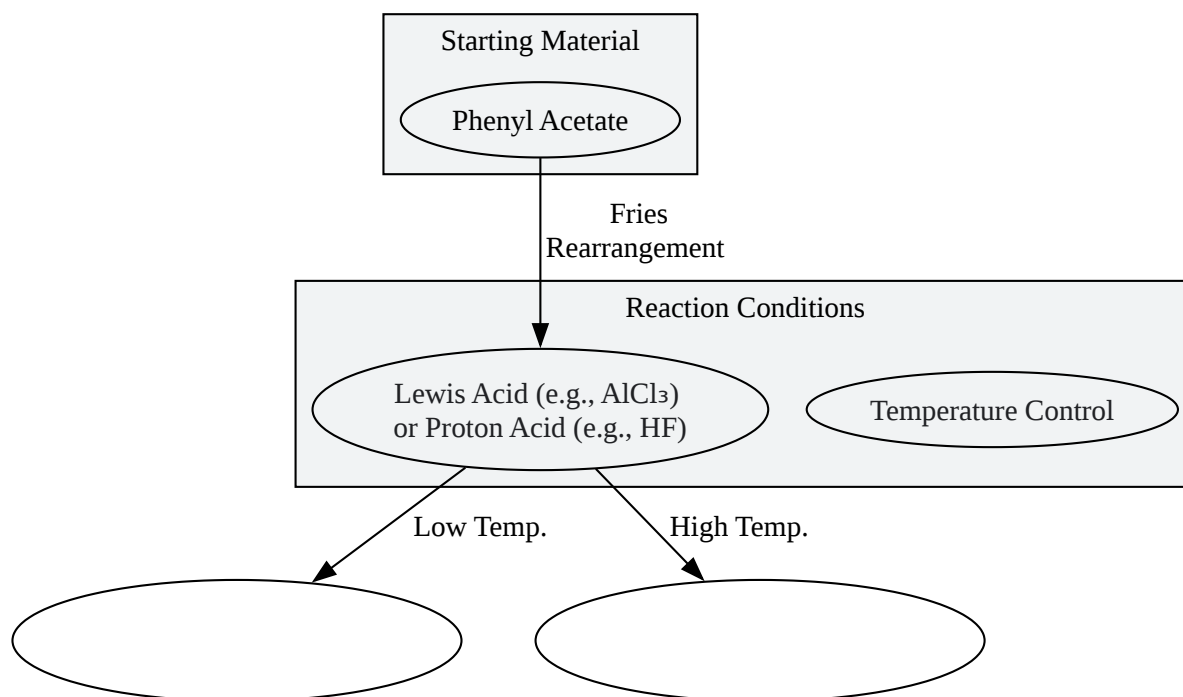 Starting Material
Phenyl Acetate
Fries
Rearrangement
Reaction Conditions
Lewis Acid (e.g., AlCl₃)
or Proton Acid (e.g., HF)
Temperature Control
Low Temp.
High Temp.